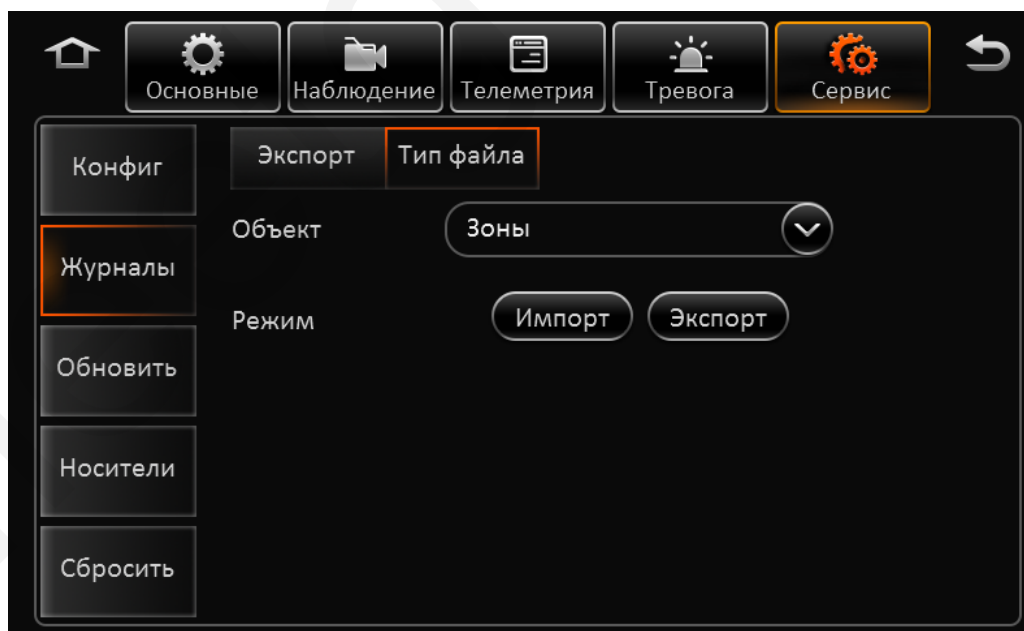 Основные Наблюдение Телеметрия Тревога Сервис
Конфиг
Журналы
Обновить
Носители
Сбросить
Экспорт Тип файла
Объект Зоны
Режим Импорт Экспорт